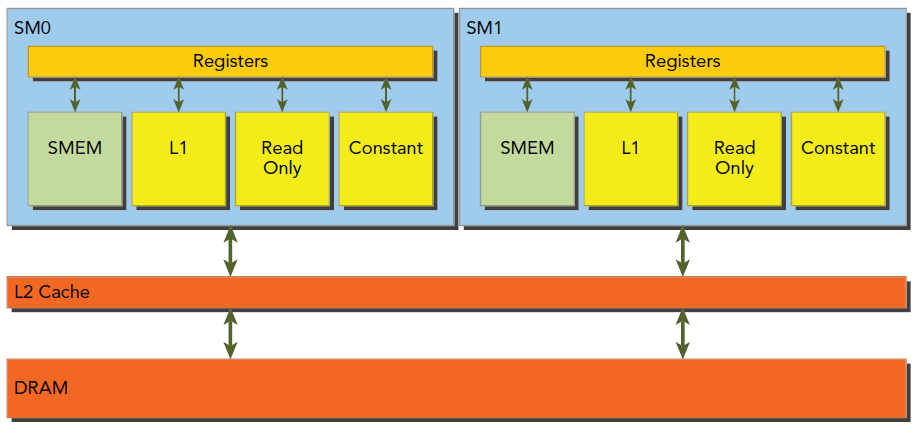 SM0
Registers
SMEM
L1
Read
Only
Constant
SM1
Registers
SMEM
L1
Read
Only
Constant
L2 Cache
DRAM